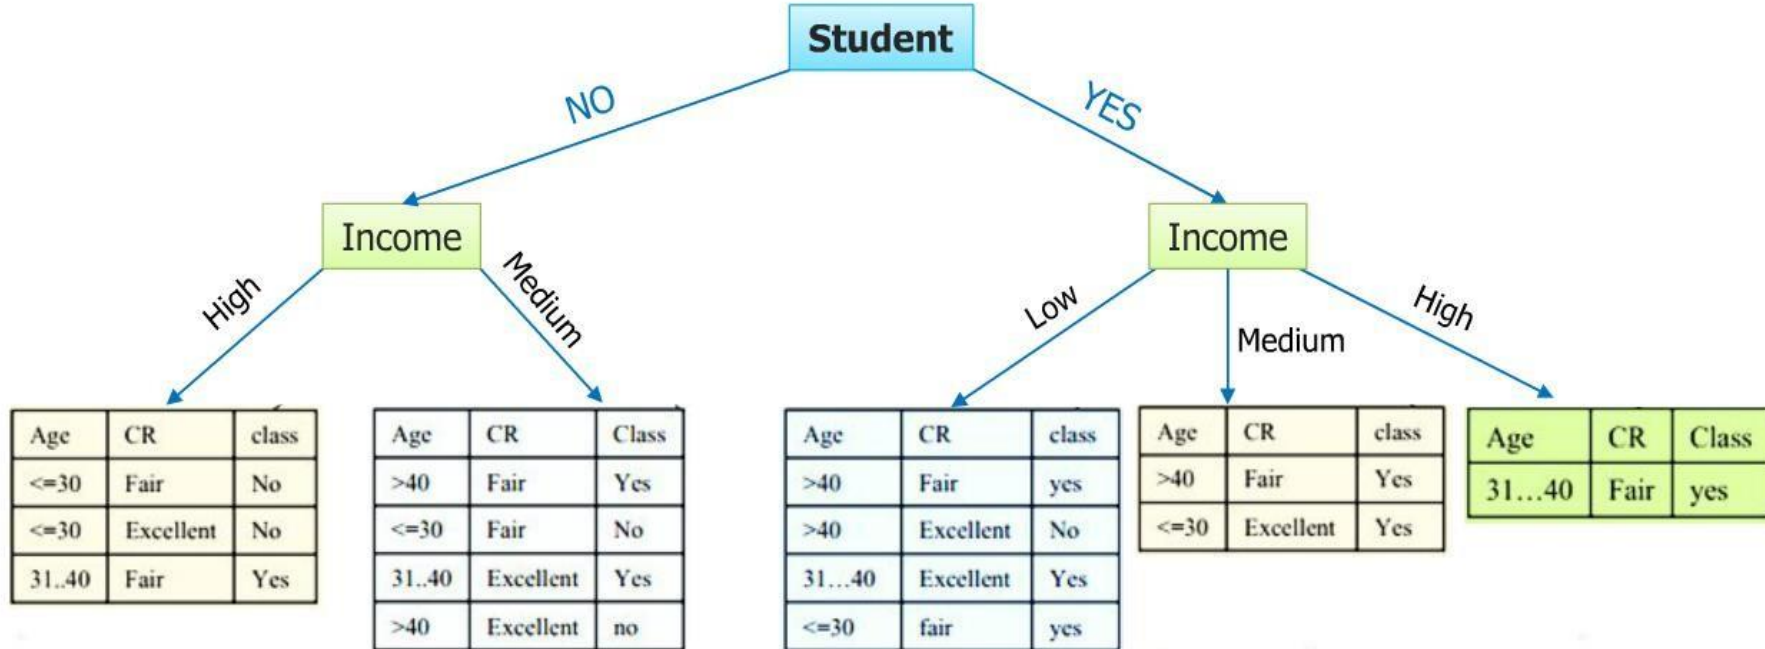 Student
NO
YES
Income
Income
High
Medium
Low
Medium
High
Age CR class
<=30 Fair No
<=30 Excellent No
31..40 Fair Yes
Age CR Class
>40 Fair Yes
<=30 Fair No
31..40 Excellent Yes
>40 Excellent no
Age CR class
>40 Fair yes
>40 Excellent No
31...40 Excellent Yes
<=30 fair yes
Age CR class
>40 Fair Yes
<=30 Excellent Yes
Age CR Class
31...40 Fair yes